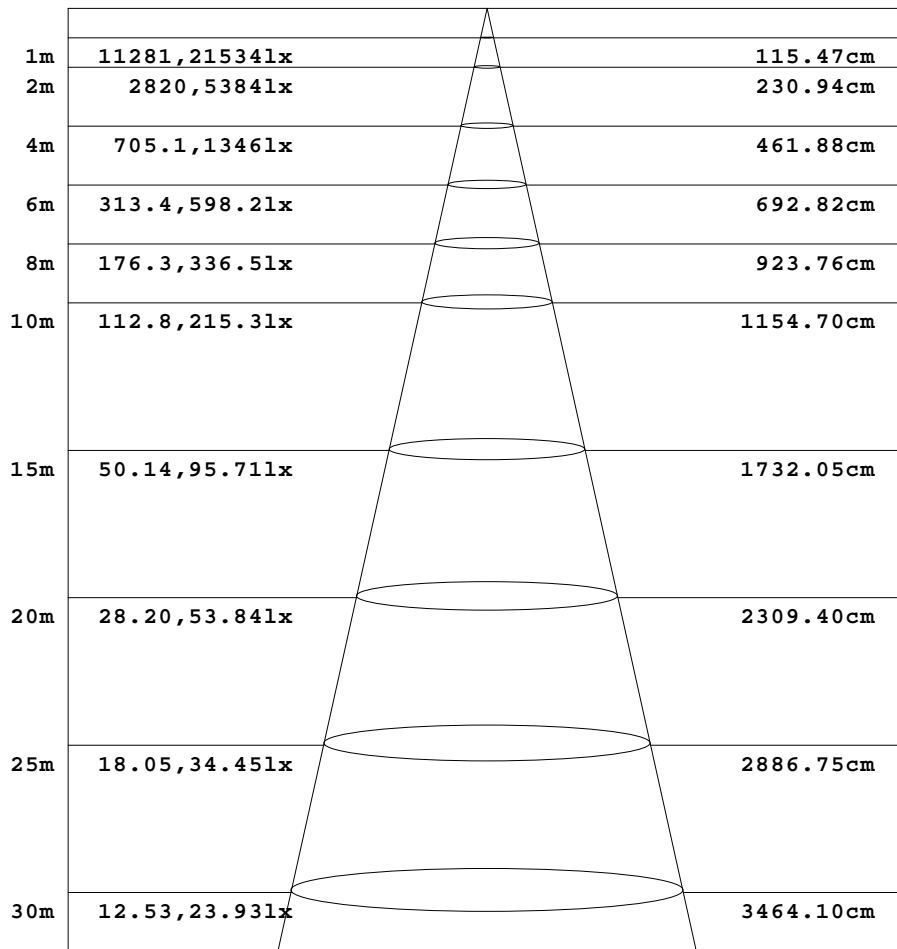 1m 11281,21534lx 115.47cm
2m 2820,5384lx 230.94cm
4m 705.1,1346lx 461.88cm
6m 313.4,598.2lx 692.82cm
8m 176.3,336.5lx 923.76cm
10m 112.8,215.3lx 1154.70cm
15m 50.14,95.71lx 1732.05cm
20m 28.20,53.84lx 2309.40cm
25m 18.05,34.45lx 2886.75cm
30m 12.53,23.93lx 3464.10cm